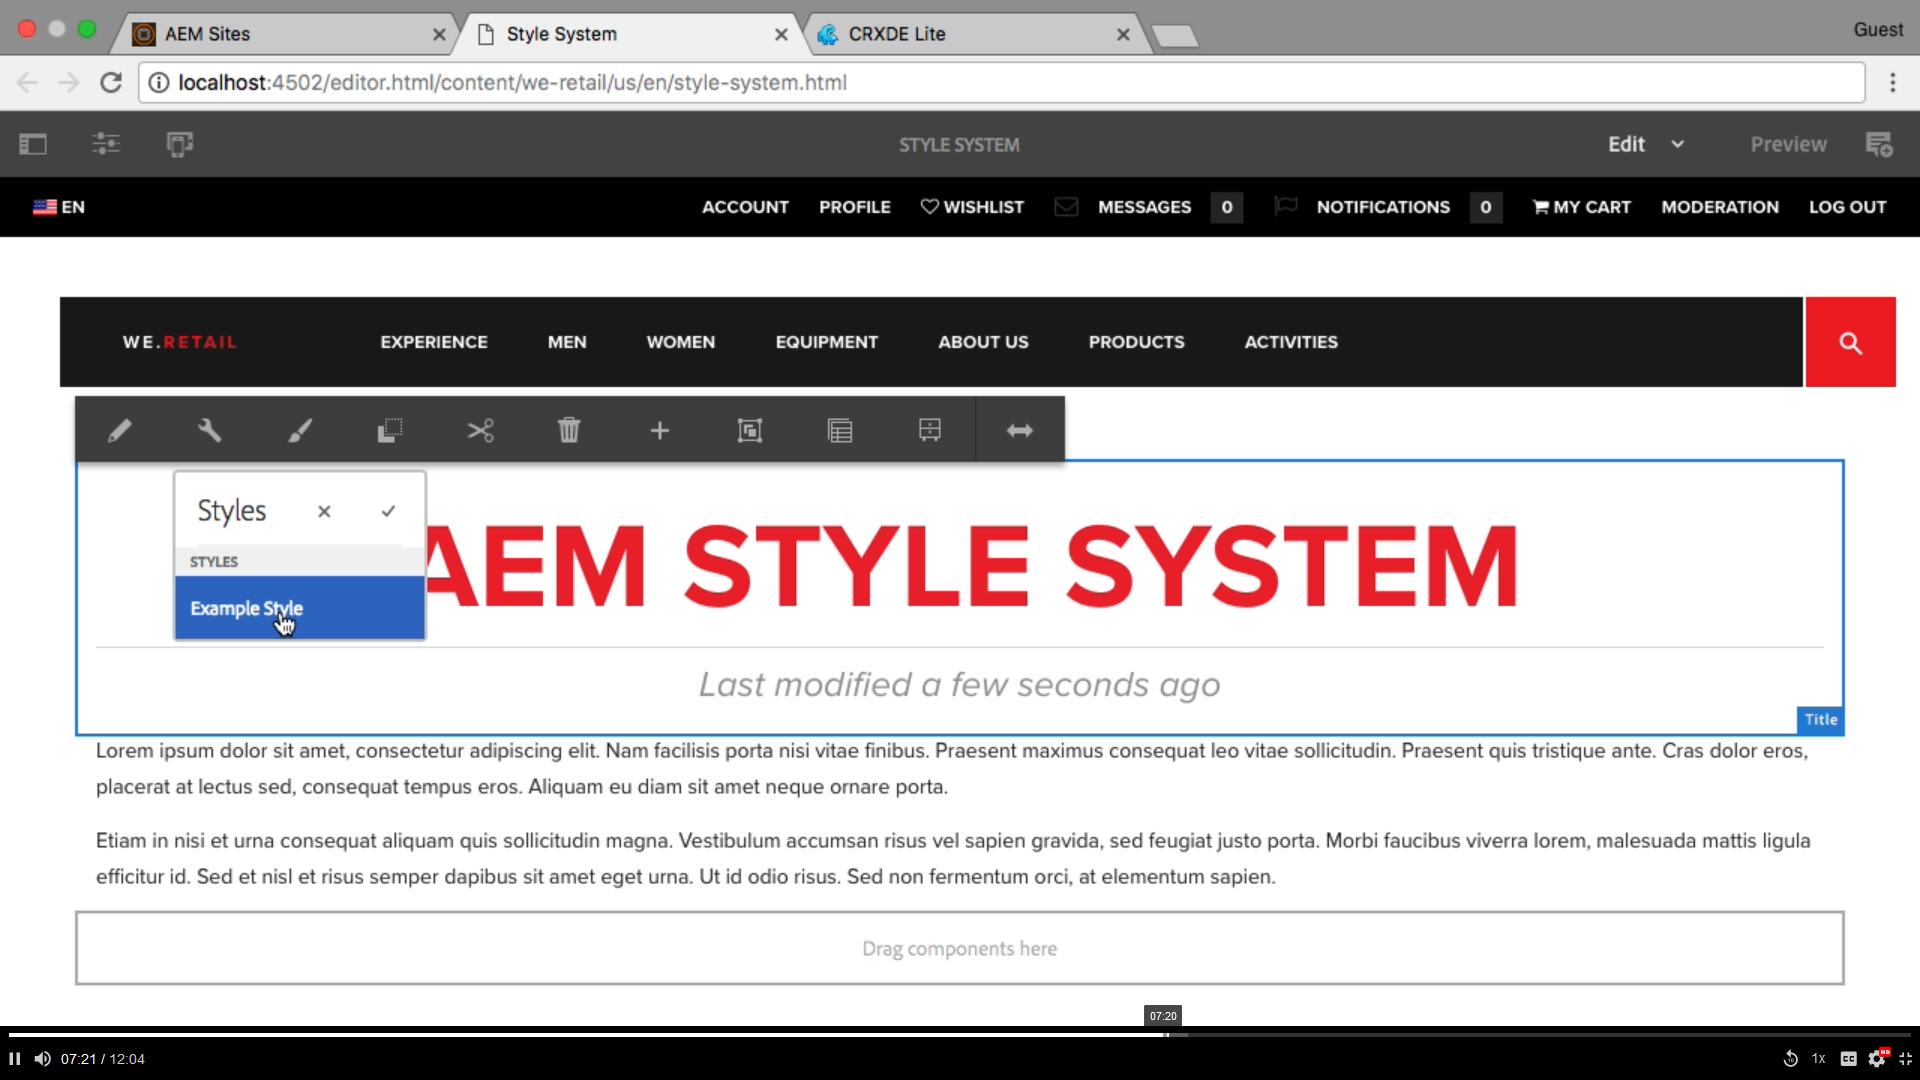 AEM Sites
Style System
CRXDE Lite
Guest
localhost:4502/editor.html/content/we-retail/us/en/style-system.html
STYLE SYSTEM
Edit
Preview
EN
ACCOUNT PROFILE WISHLIST MESSAGES 0 NOTIFICATIONS 0 MY CART MODERATION LOG OUT
WE.RETAIL EXPERIENCE MEN WOMEN EQUIPMENT ABOUT US PRODUCTS ACTIVITIES
Styles
STYLES
Example Style
AEM STYLE SYSTEM
Last modified a few seconds ago
Title
Lorem ipsum dolor sit amet, consectetur adipiscing elit. Nam facilisis porta nisi vitae finibus. Praesent maximus consequat leo vitae sollicitudin. Praesent quis tristique ante. Cras dolor eros,
placerat at lectus sed, consequat tempus eros. Aliquam eu diam sit amet neque ornare porta.
Etiam in nisi et urna consequat aliquam quis sollicitudin magna. Vestibulum accumsan risus vel sapien gravida, sed feugiat justo porta. Morbi faucibus viverra lorem, malesuada mattis ligula
efficitur id. Sed et nisl et risus semper dapibus sit amet eget urna. Ut id odio risus. Sed non fermentum orci, at elementum sapien.
Drag components here
07:20
07:21 / 12:04
1x
CC
HD